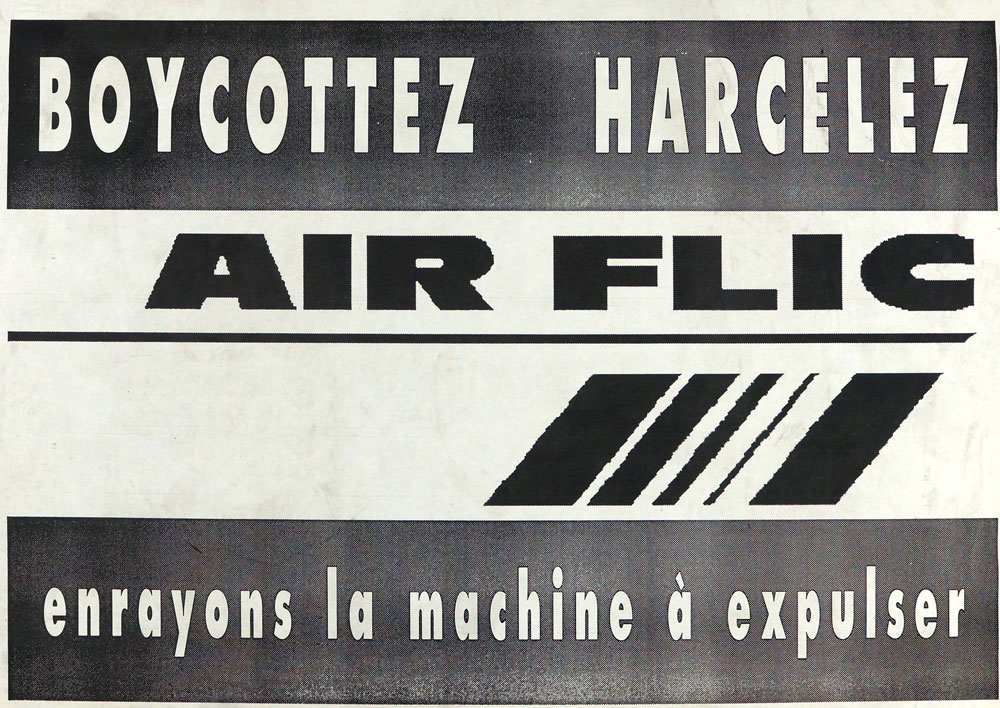 BOYCOTTEZ HARCELEZ
AIR FLIC
enrayons la machine à expulser